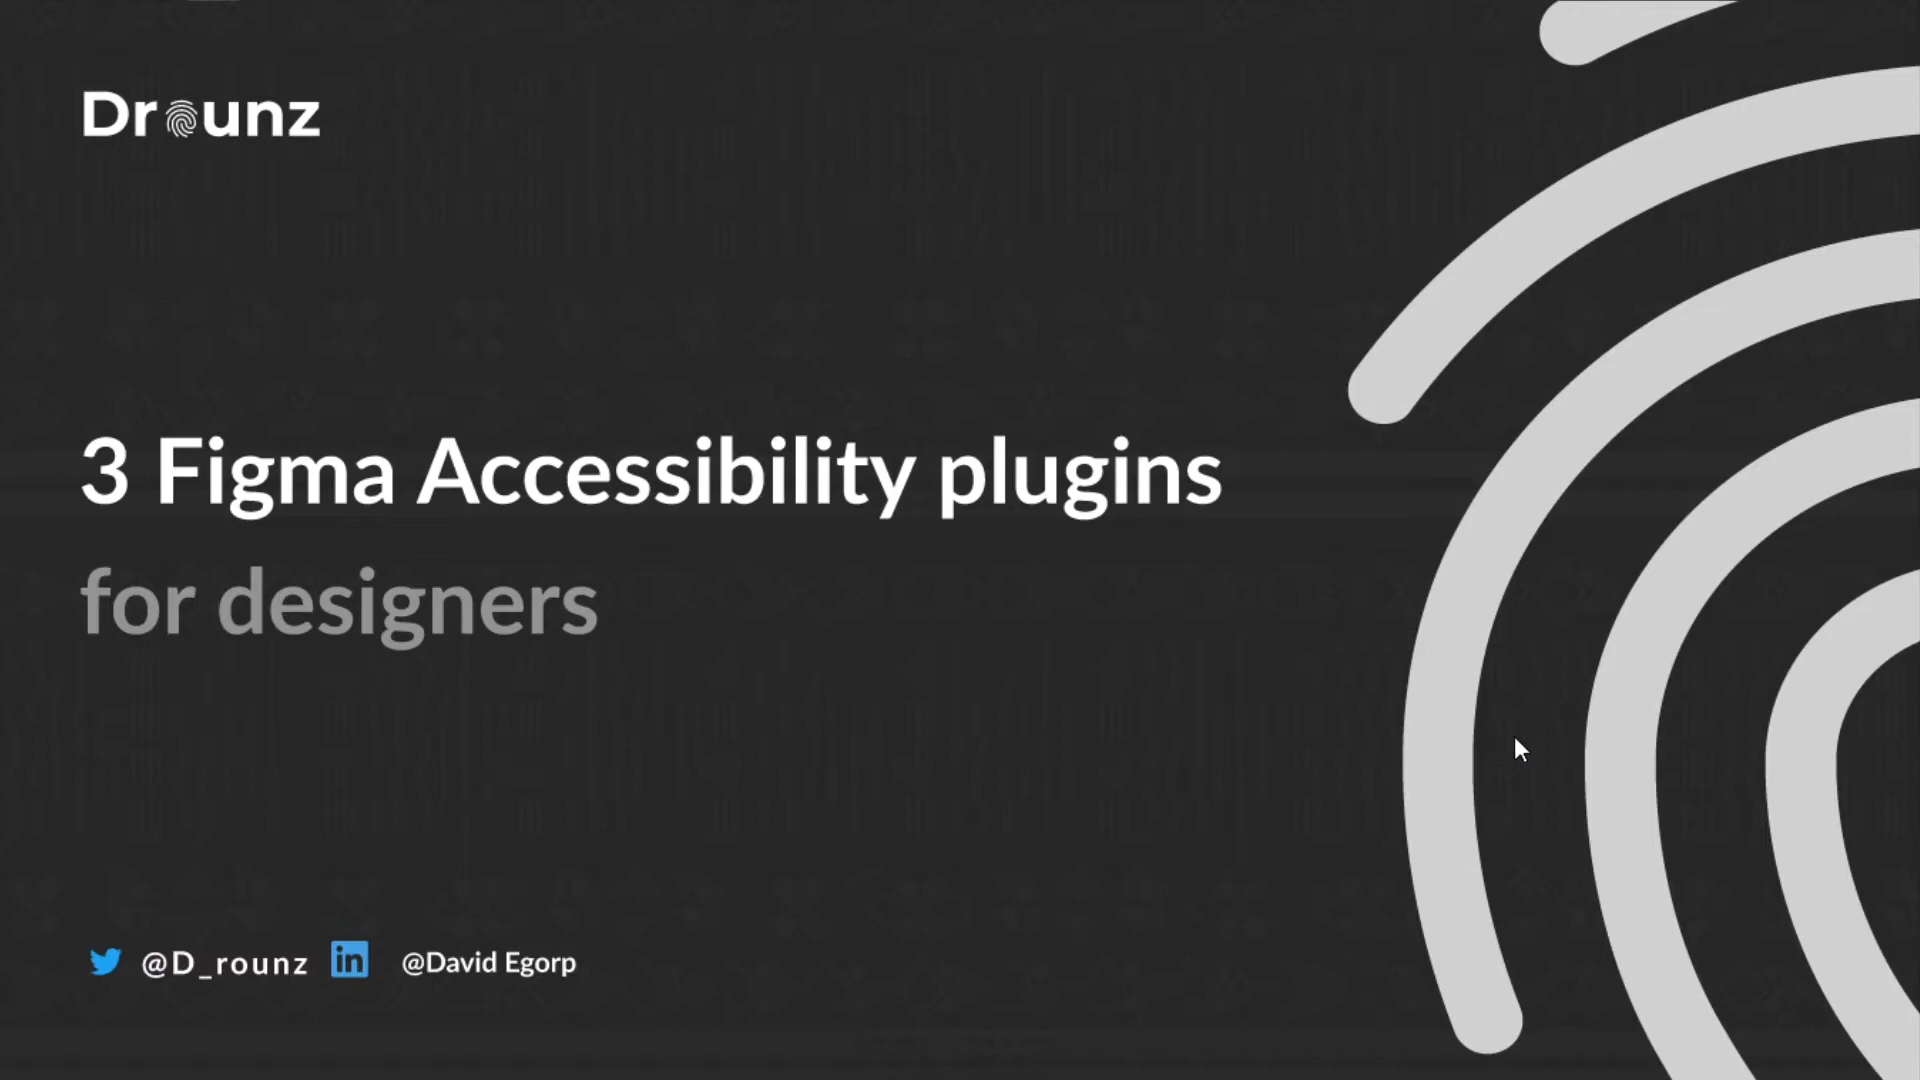 Drounz
3 Figma Accessibility plugins
for designers
@D_rounz in @David Egorp